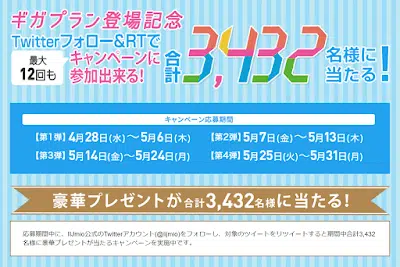 ギガプラン登場記念
Twitterフォロー&RTで
最大
12回も
キャンペーンに
参加出来る!
合計
3,432
名様に
当たる!
キャンペーン応募期間
【第1弾】4月28日(水)~5月6日(木)
【第2弾】5月7日(金)~5月13日(木)
【第3弾】5月14日(金)~5月24日(月)
【第4弾】5月25日(火)~5月31日(月)
豪華プレゼントが合計3,432名様に当たる!
応募期間中に、IIJmio公式のTwitterアカウント(@iijmio)をフォローし、対象のツイートをリツイートすると期間中合計3,432
名様に豪華プレゼントが当たるキャンペーンを実施中です。